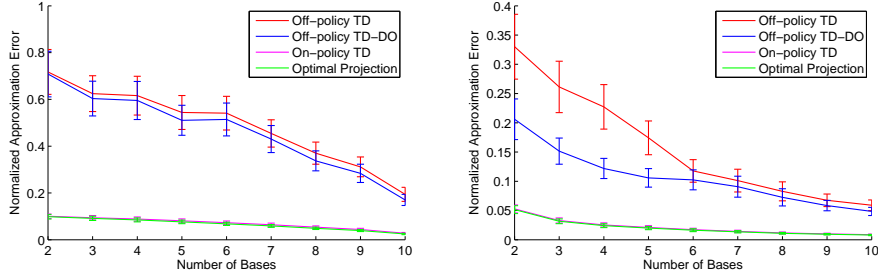 1
0.8
0.6
0.4
0.2
0
2 3 4 5 6 7 8 9 10
Number of Bases
Normalized Approximation Error
Off-policy TD
Off-policy TD-DO
On-policy TD
Optimal Projection
0.4
0.35
0.3
0.25
0.2
0.15
0.1
0.05
0
2 3 4 5 6 7 8 9 10
Number of Bases
Normalized Approximation Error
Off-policy TD
Off-policy TD-DO
On-policy TD
Optimal Projection